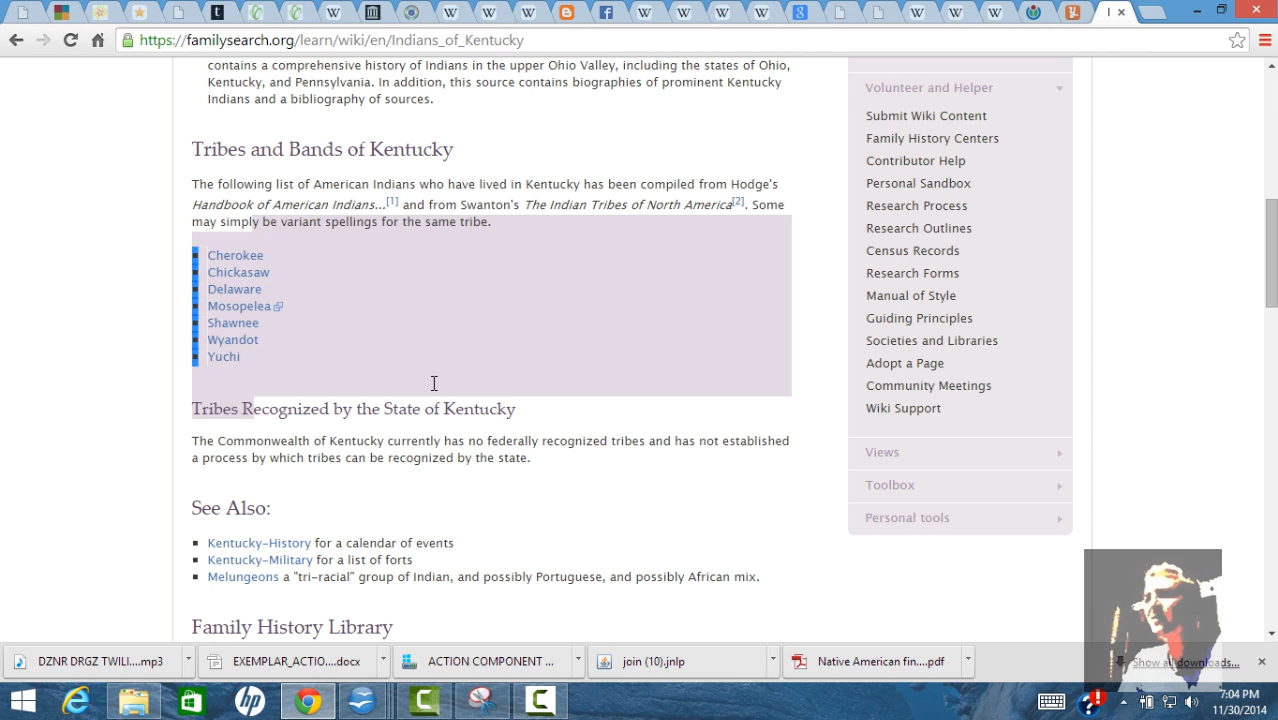 https://familysearch.org/learn/wiki/en/Indians_of_Kentucky
contains a comprehensive history of Indians in the upper Ohio Valley, including the states of Ohio,
Kentucky, and Pennsylvania. In addition, this source contains biographies of prominent Kentucky
Indians and a bibliography of sources.
Tribes and Bands of Kentucky
The following list of American Indians who have lived in Kentucky has been compiled from Hodge's
Handbook of American Indians...[1] and from Swanton's The Indian Tribes of North America[2]. Some
may simply be variant spellings for the same tribe.
Cherokee
Chickasaw
Delaware
Mosopelea
Shawnee
Wyandot
Yuchi
Tribes Recognized by the State of Kentucky
The Commonwealth of Kentucky currently has no federally recognized tribes and has not established
a process by which tribes can be recognized by the state.
See Also:
Kentucky-History for a calendar of events
Kentucky-Military for a list of forts
Melungeons a "tri-racial" group of Indian, and possibly Portuguese, and possibly African mix.
Family History Library
Volunteer and Helper
Submit Wiki Content
Family History Centers
Contributor Help
Personal Sandbox
Research Process
Research Outlines
Census Records
Research Forms
Manual of Style
Guiding Principles
Societies and Libraries
Adopt a Page
Community Meetings
Wiki Support
Views
Toolbox
Personal tools
DZNR DRGZ TWILI....mp3
EXEMPLAR_ACTIO....docx
ACTION COMPONENT ...
join (10).jnlp
Native American fin....pdf
Show all downloads...
7:04 PM
11/30/2014